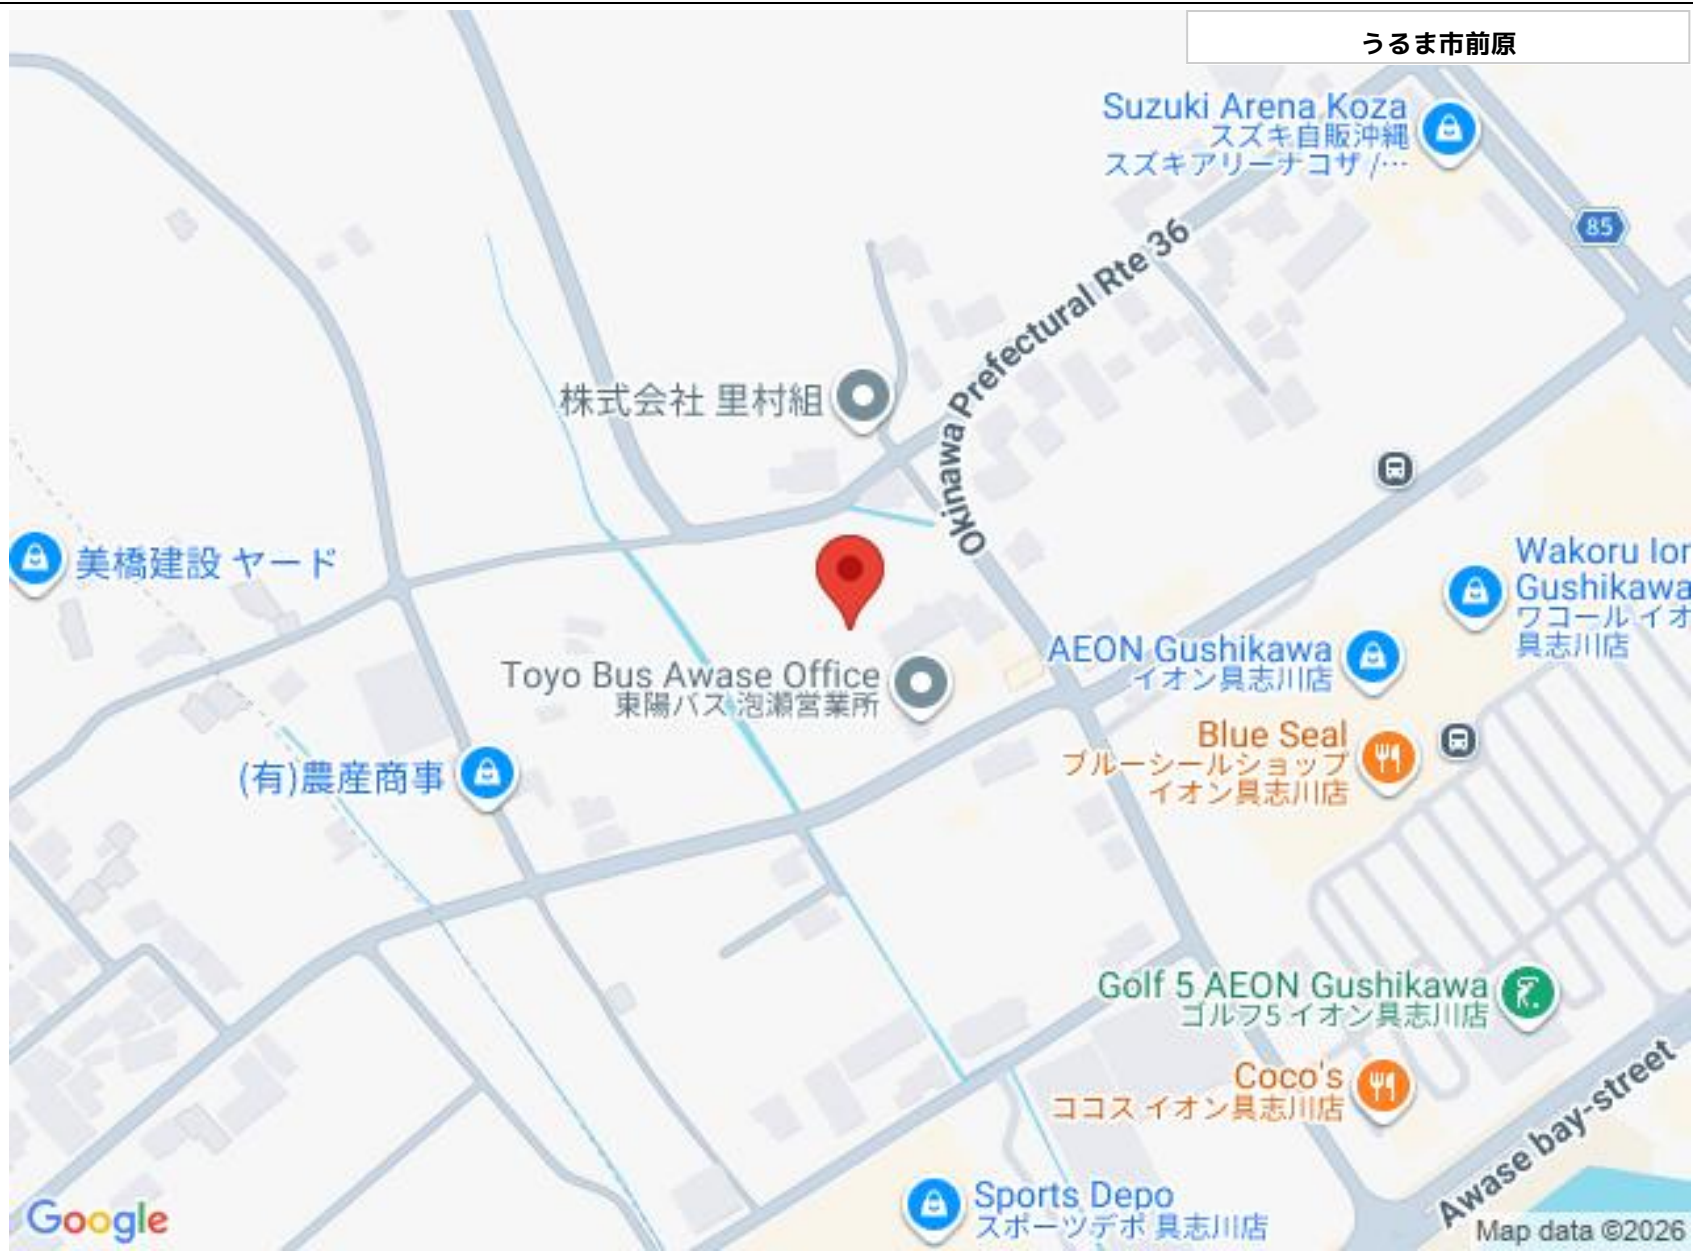 うるま市前原
Suzuki Arena Koza
スズキ自販沖縄
スズキアリーナコザ /…
85
Okinawa Prefectural Rte 36
株式会社 里村組
美橋建設 ヤード
Wakoru Ior
Gushikawa
ワコール イオ
具志川店
AEON Gushikawa
イオン具志川店
Toyo Bus Awase Office
東陽バス 泡瀬営業所
Blue Seal
ブルーシールショップ
イオン具志川店
(有)農産商事
Golf 5 AEON Gushikawa
ゴルフ5 イオン具志川店
Coco's
ココス イオン具志川店
Awase bay-street
Sports Depo
スポーツデポ 具志川店
Google
Map data ©2026